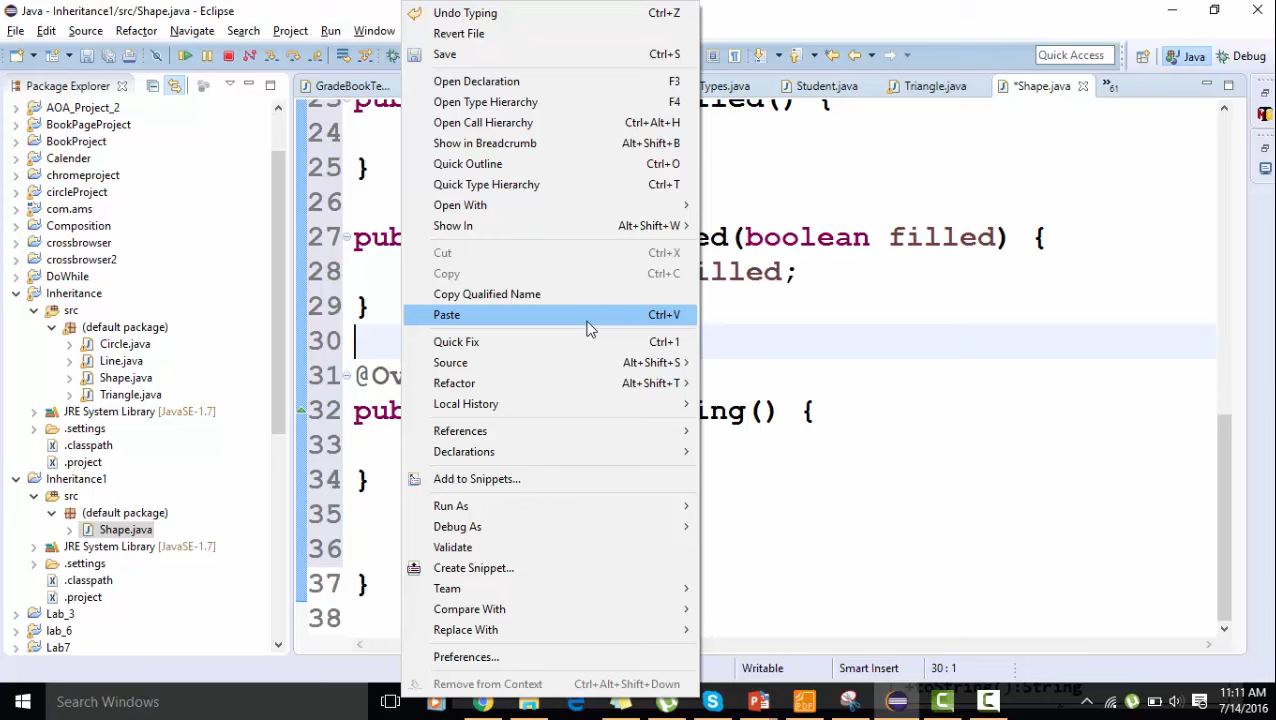 Java - Inheritance1/src/Shape.java - Eclipse
File Edit Source Refactor Navigate Search Project Run Window
Quick Access
Java
Debug
Package Explorer
GradeBookTe...
Types.java
Student.java
Triangle.java
*Shape.java
61
AOA_Project_2
BookPageProject
BookProject
Calender
chromeproject
circleProject
com.ams
Composition
crossbrowser
crossbrowser2
DoWhile
Inheritance
src
(default package)
Circle.java
Line.java
Shape.java
Triangle.java
JRE System Library [JavaSE-1.7]
.settings
.classpath
.project
Inheritance1
src
(default package)
Shape.java
JRE System Library [JavaSE-1.7]
.settings
.classpath
.project
Lab_3
lab_6
Lab7
Undo Typing Ctrl+Z
Revert File
Save Ctrl+S
Open Declaration F3
Open Type Hierarchy F4
Open Call Hierarchy Ctrl+Alt+H
Show in Breadcrumb Alt+Shift+B
Quick Outline Ctrl+O
Quick Type Hierarchy Ctrl+T
Open With
Show In Alt+Shift+W
Cut Ctrl+X
Copy Ctrl+C
Copy Qualified Name
Paste Ctrl+V
Quick Fix Ctrl+1
Source Alt+Shift+S
Refactor Alt+Shift+T
Local History
References
Declarations
Add to Snippets...
Run As
Debug As
Validate
Create Snippet...
Team
Compare With
Replace With
Preferences...
Remove from Context Ctrl+Alt+Shift+Down
23 pub led() {
24
25 }
26
27 pub ed(boolean filled) {
28 illed;
29 }
30
31 @Ov
32 pub ing() {
33
34 }
35
36
37 }
38
Writable
Smart Insert
30 : 1
Search Windows
+toString():String
11:11 AM
7/14/2016